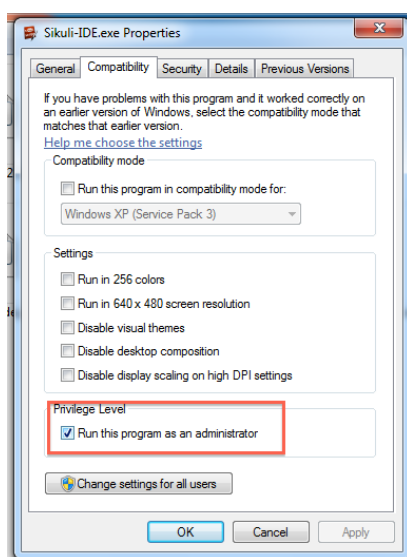 Sikuli-IDE.exe Properties
General Compatibility Security Details Previous Versions
If you have problems with this program and it worked correctly on
an earlier version of Windows, select the compatibility mode that
matches that earlier version.
Help me choose the settings
Compatibility mode
Run this program in compatibility mode for:
Windows XP (Service Pack 3)
Settings
Run in 256 colors
Run in 640 x 480 screen resolution
Disable visual themes
Disable desktop composition
Disable display scaling on high DPI settings
Privilege Level
Run this program as an administrator
Change settings for all users
OK Cancel Apply